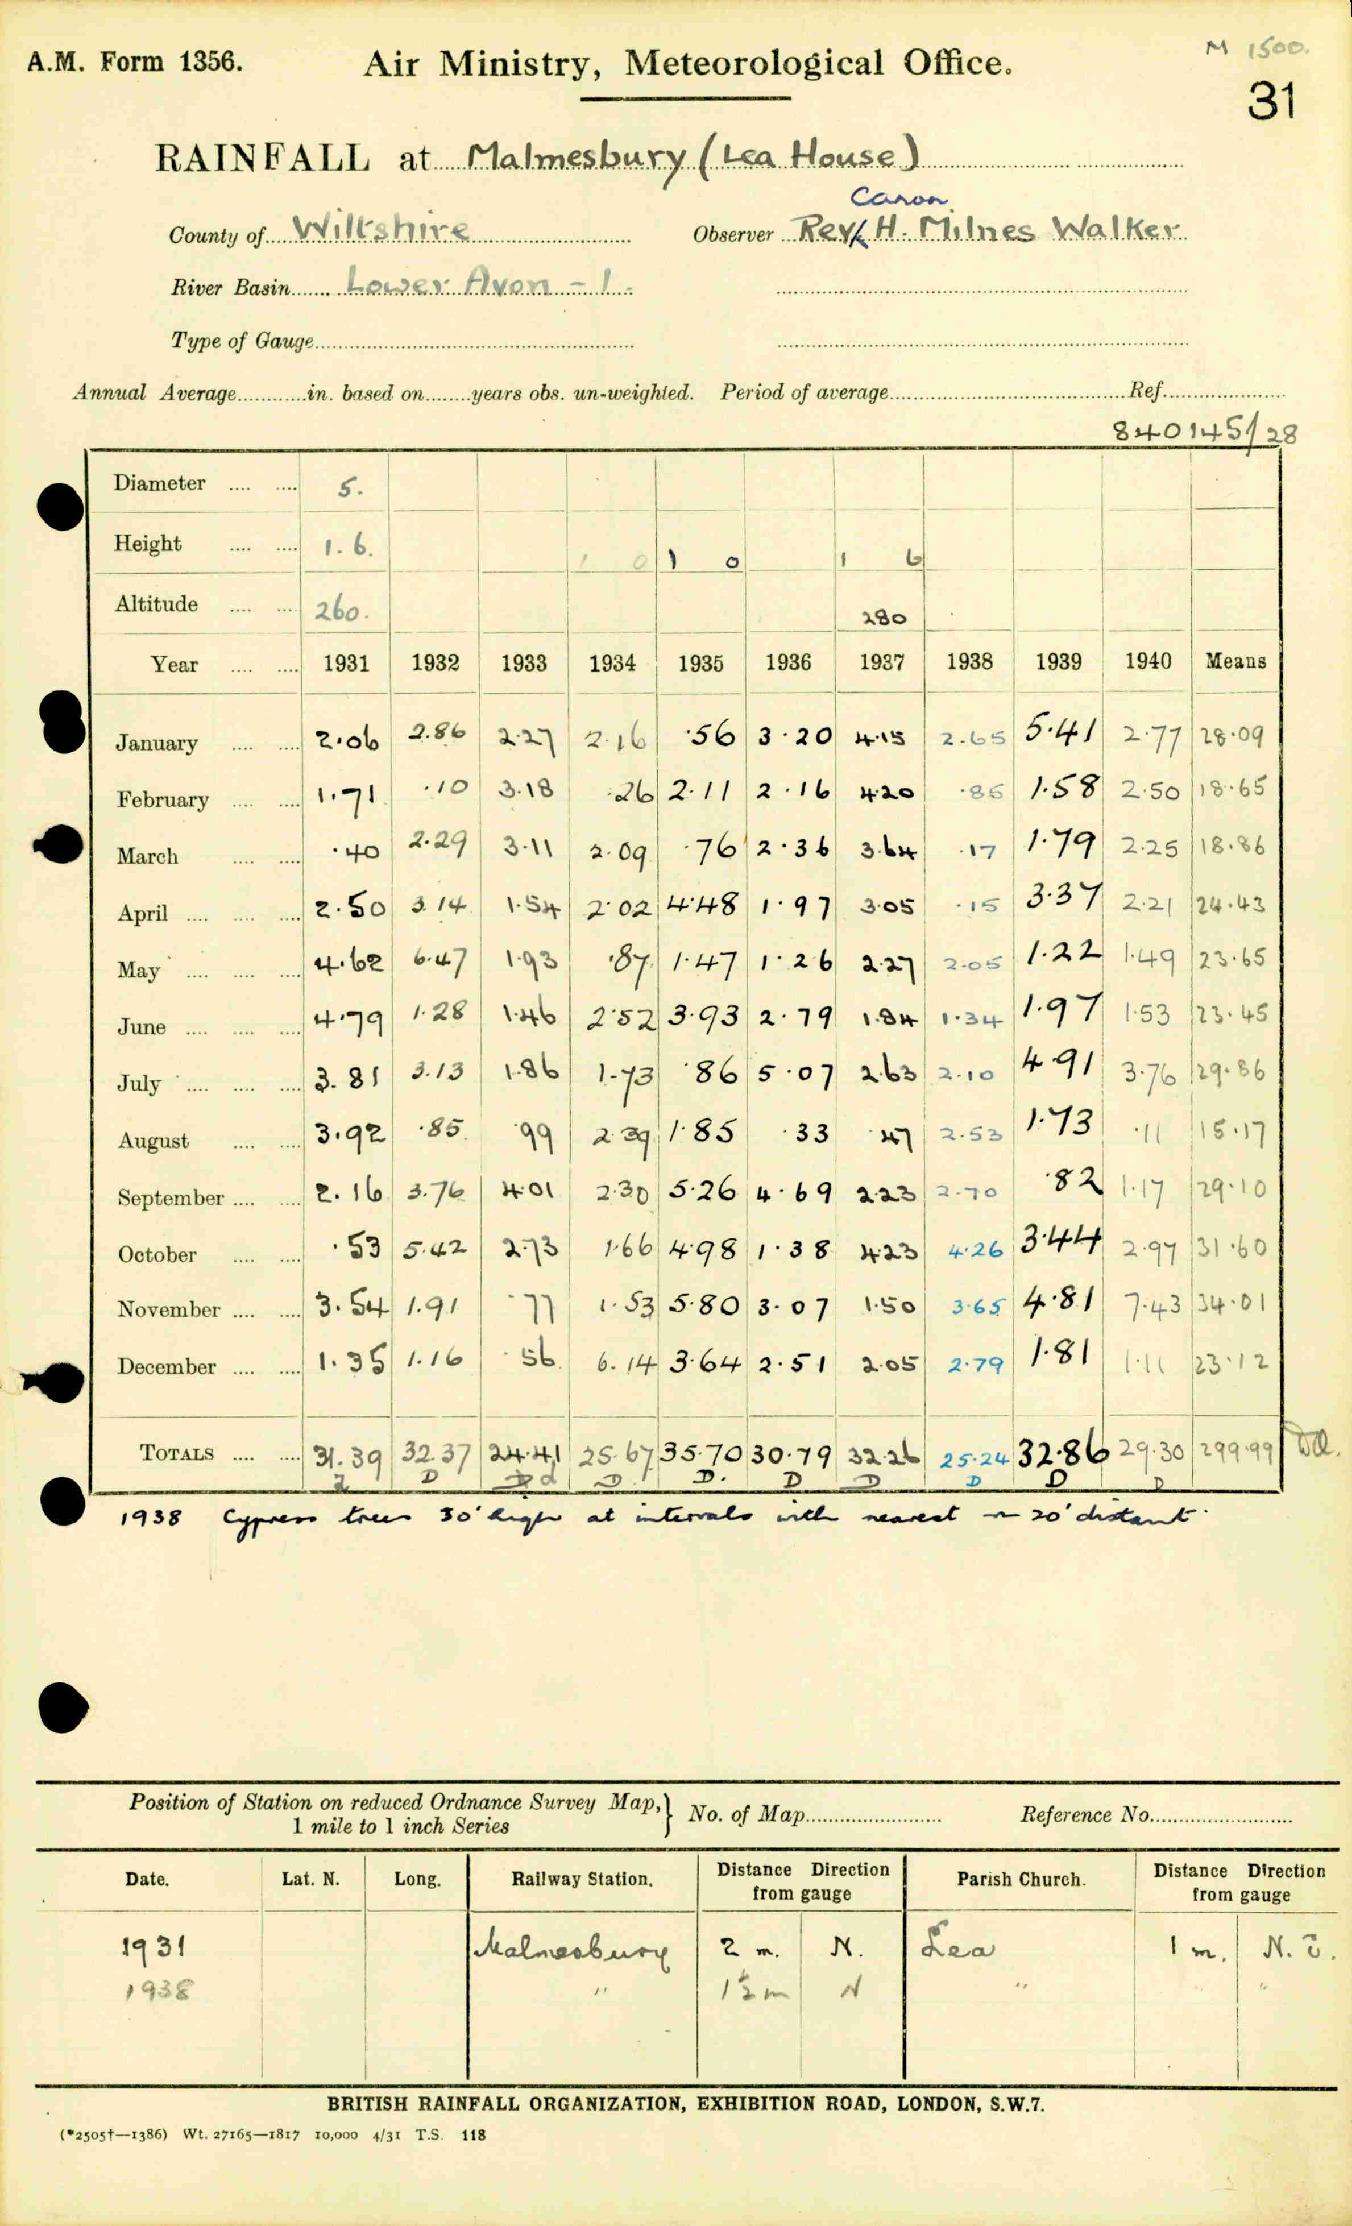 M 1500.
A.M. Form 1356. Air Ministry, Meteorological Office.
31
RAINFALL at Malmesbury (Lea House)
Canon
County of Wiltshire Observer Rev. H. Milnes Walker
River Basin Lower Avon - 1.
Type of Gauge
Annual Average in. based on years obs. un-weighted. Period of average Ref.
840145/28
Diameter 5.
Height 1.6. 1 0 1 0 1 6
Altitude 260. 280
Year 1931 1932 1933 1934 1935 1936 1937 1938 1939 1940 Means
January 2.06 2.86 2.27 2.16 .56 3.20 4.15 2.65 5.41 2.77 28.09
February 1.71 .10 3.18 .26 2.11 2.16 4.20 .85 1.58 2.50 18.65
March .40 2.29 3.11 2.09 .76 2.36 3.64 .17 1.79 2.25 18.86
April 2.50 3.14 1.54 2.02 4.48 1.97 3.05 .15 3.37 2.21 24.43
May 4.62 6.47 1.93 .87 1.47 1.26 2.27 2.05 1.22 1.49 23.65
June 4.79 1.28 1.46 2.52 3.93 2.79 1.84 1.34 1.97 1.53 23.45
July 3.81 3.13 1.86 1.73 .86 5.07 2.63 2.10 4.91 3.76 29.86
August 3.92 .85 .99 2.39 1.85 .33 .47 2.53 1.73 .11 15.17
September 2.16 3.76 4.01 2.30 5.26 4.69 2.23 2.70 .82 1.17 29.10
October .53 5.42 2.73 1.66 4.98 1.38 4.23 4.26 3.44 2.97 31.60
November 3.54 1.91 .77 1.53 5.80 3.07 1.50 3.65 4.81 7.43 34.01
December 1.35 1.16 .56 6.14 3.64 2.51 2.05 2.79 1.81 1.11 23.12
TOTALS 31.39 32.37 24.41 25.67 35.70 30.79 32.26 25.24 32.86 29.30 299.99
D D d D D. D D D D D
1938 Cypress trees 30' high at intervals with nearest 20' distant.
Position of Station on reduced Ordnance Survey Map, 1 mile to 1 inch Series } No. of Map Reference No.
Date. Lat. N. Long. Railway Station. Distance Direction from gauge Parish Church. Distance Direction from gauge
1931 Malmesbury 2 m. N. Lea 1 m. N.E.
1938 " 1½ m N " "
BRITISH RAINFALL ORGANIZATION, EXHIBITION ROAD, LONDON, S.W.7.
(*2505†—1386) Wt. 27165—1817 10,000 4/31 T.S. 118